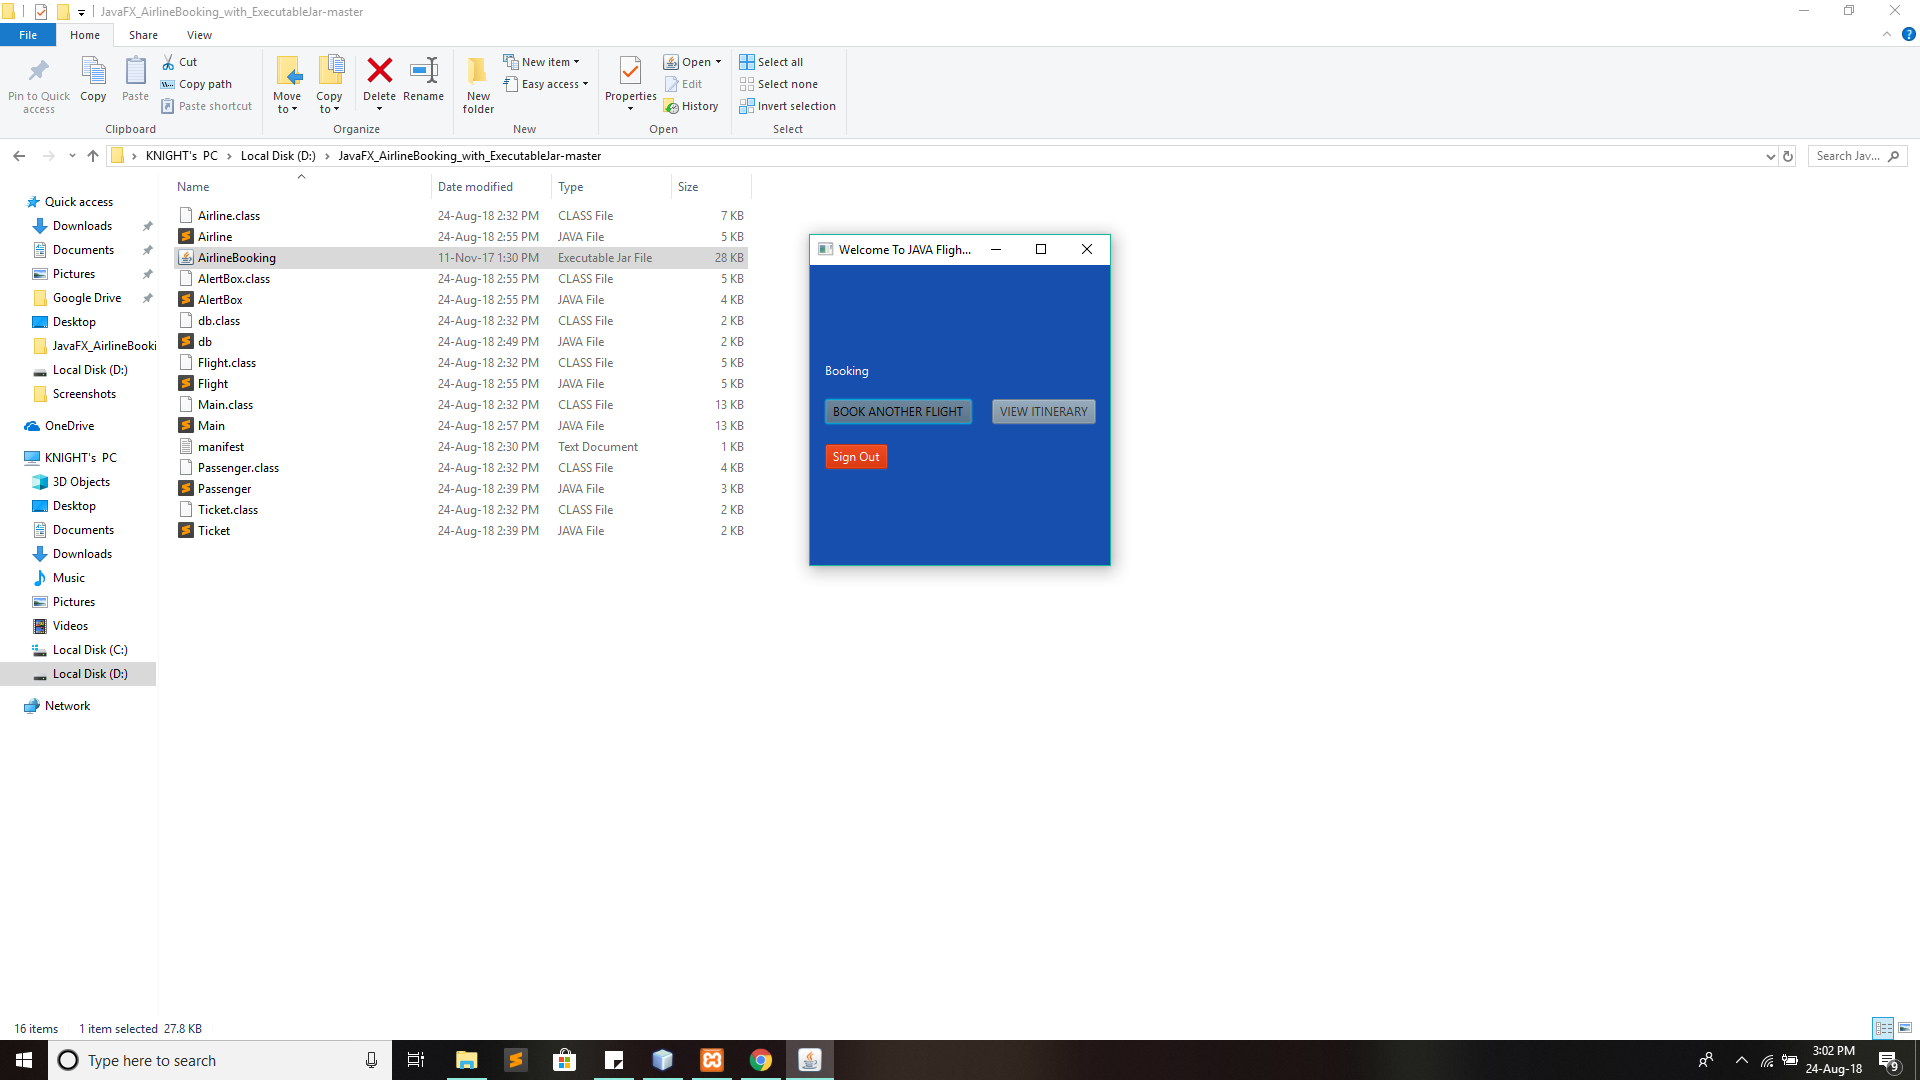 JavaFX_AirlineBooking_with_ExecutableJar-master
File Home Share View
Pin to Quick access
Copy
Paste
Cut
Copy path
Paste shortcut
Clipboard
Move to
Copy to
Delete
Rename
Organize
New folder
New item
Easy access
New
Properties
Open
Edit
History
Open
Select all
Select none
Invert selection
Select
KNIGHT's PC > Local Disk (D:) > JavaFX_AirlineBooking_with_ExecutableJar-master
Search Jav...
Quick access
Downloads
Documents
Pictures
Google Drive
Desktop
JavaFX_AirlineBooki
Local Disk (D:)
Screenshots
OneDrive
KNIGHT's PC
3D Objects
Desktop
Documents
Downloads
Music
Pictures
Videos
Local Disk (C:)
Local Disk (D:)
Network
Name Date modified Type Size
Airline.class 24-Aug-18 2:32 PM CLASS File 7 KB
Airline 24-Aug-18 2:55 PM JAVA File 5 KB
AirlineBooking 11-Nov-17 1:30 PM Executable Jar File 28 KB
AlertBox.class 24-Aug-18 2:55 PM CLASS File 5 KB
AlertBox 24-Aug-18 2:55 PM JAVA File 4 KB
db.class 24-Aug-18 2:32 PM CLASS File 2 KB
db 24-Aug-18 2:49 PM JAVA File 2 KB
Flight.class 24-Aug-18 2:32 PM CLASS File 5 KB
Flight 24-Aug-18 2:55 PM JAVA File 5 KB
Main.class 24-Aug-18 2:32 PM CLASS File 13 KB
Main 24-Aug-18 2:57 PM JAVA File 13 KB
manifest 24-Aug-18 2:30 PM Text Document 1 KB
Passenger.class 24-Aug-18 2:32 PM CLASS File 4 KB
Passenger 24-Aug-18 2:39 PM JAVA File 3 KB
Ticket.class 24-Aug-18 2:32 PM CLASS File 2 KB
Ticket 24-Aug-18 2:39 PM JAVA File 2 KB
Welcome To JAVA Fligh...
Booking
BOOK ANOTHER FLIGHT VIEW ITINERARY
Sign Out
16 items 1 item selected 27.8 KB
Type here to search
3:02 PM
24-Aug-18
9